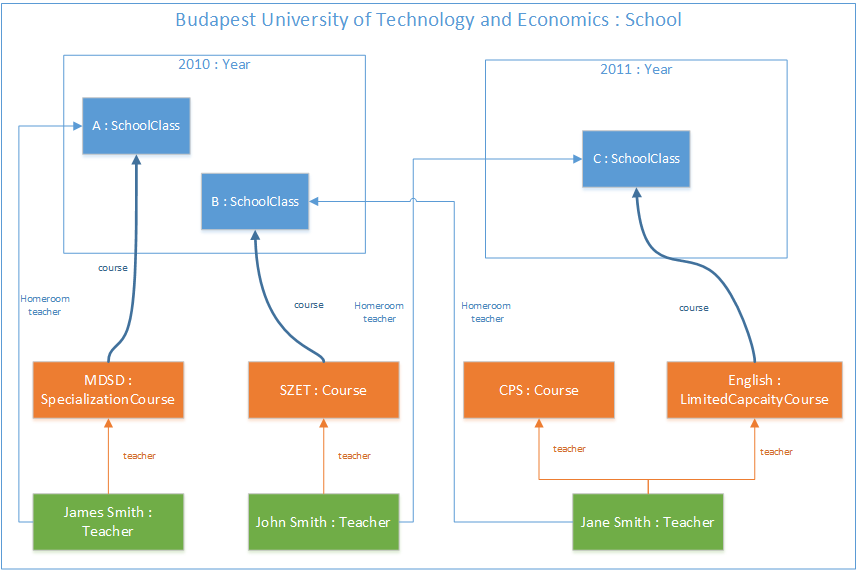 Budapest University of Technology and Economics : School
2010 : Year
2011 : Year
A : SchoolClass
C : SchoolClass
B : SchoolClass
course
Homeroom
teacher
course
Homeroom
teacher
Homeroom
teacher
course
MDSD :
SpecializationCourse
SZET : Course
CPS : Course
English :
LimitedCapcaityCourse
teacher
teacher
teacher
teacher
James Smith :
Teacher
John Smith : Teacher
Jane Smith : Teacher